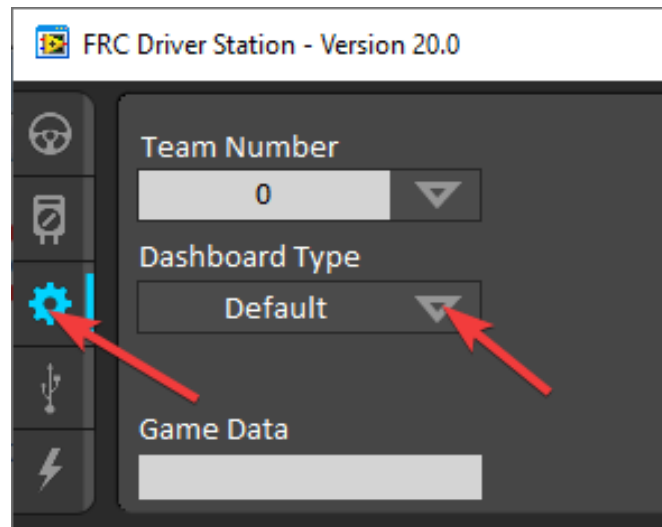 FRC Driver Station - Version 20.0
Team Number
0
Dashboard Type
Default
Game Data